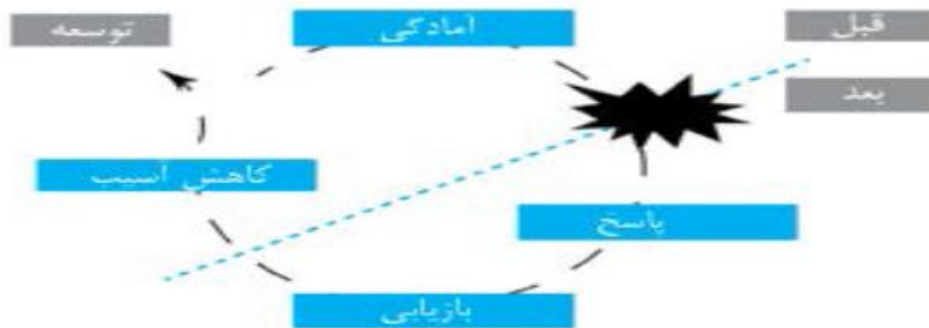 آمادگی
قبل
توسعه
بعد
کاهش آسیب
پاسخ
بازیابی